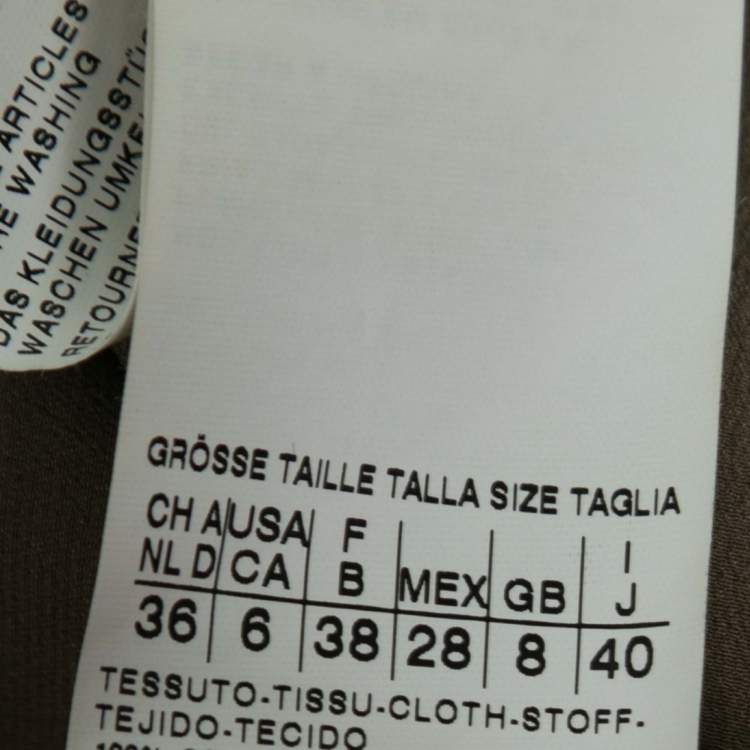 ARTICLES
WASHING
DAS KLEIDUNGSSTÜ
WASCHEN UMKE
RETOURNE
GRÖSSE TAILLE TALLA SIZE TAGLIA
CH A USA F I
NL D CA B MEX GB J
36 6 38 28 8 40
TESSUTO-TISSU-CLOTH-STOFF-
TEJIDO-TECIDO